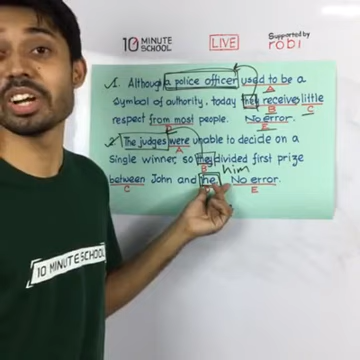 10 MINUTE SCHOOL
LIVE
Supported by
robi
1. Although a police officer used to be a
A
symbol of authority, today they receives little
B C
respect from most people. No error.
D E
2. The judges were unable to decide on a
A
single winner, so they divided first prize
B
him
between John and he No error.
C E
10 MINUTE SCHOOL